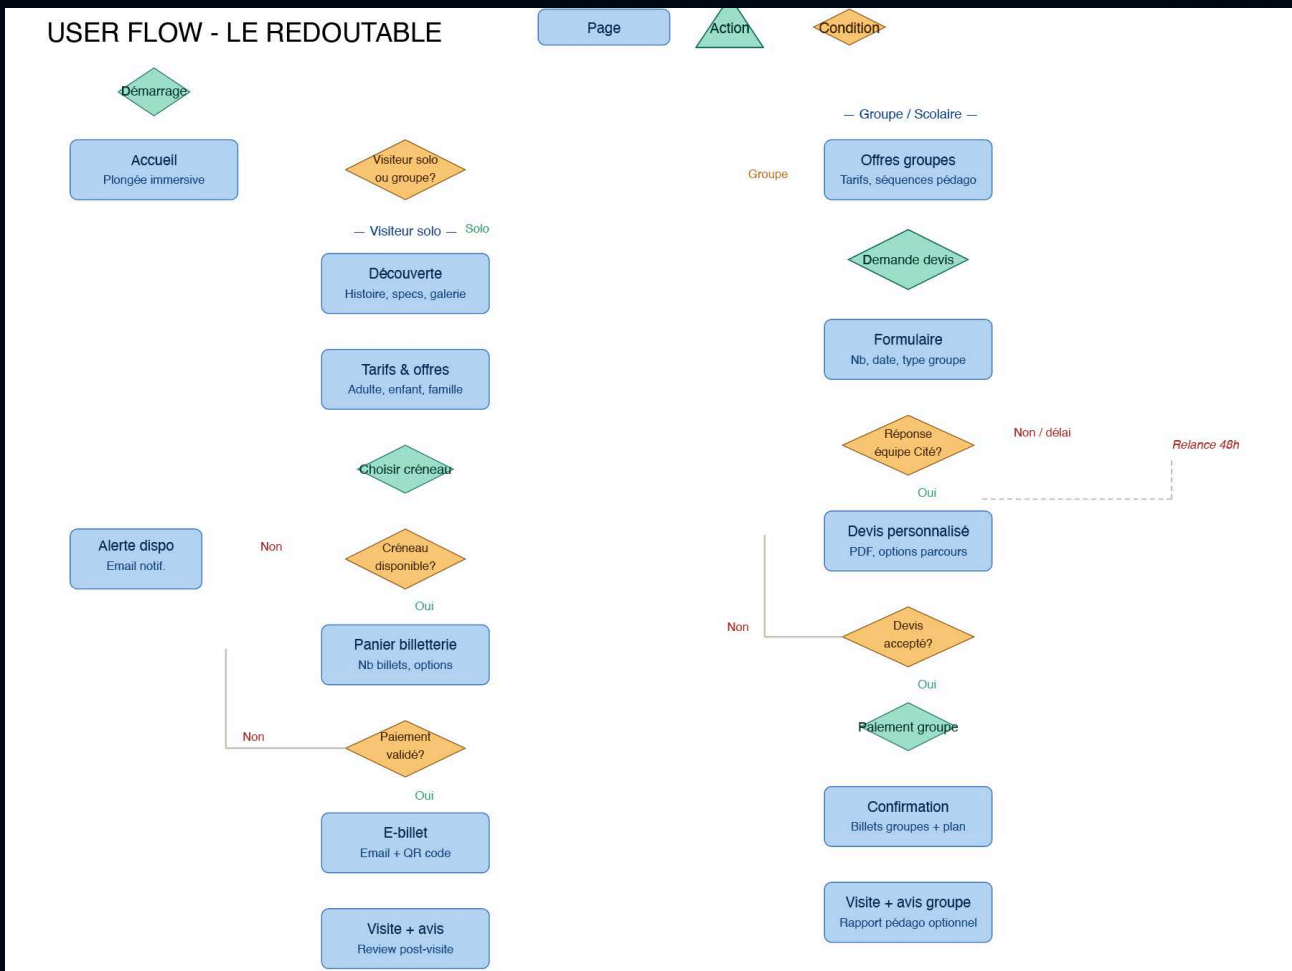 USER FLOW - LE REDOUTABLE
Page
Action
Condition
Démarrage
Accueil
Plongée immersive
Visiteur solo
ou groupe?
— Visiteur solo —
Solo
Découverte
Histoire, specs, galerie
Tarifs & offres
Adulte, enfant, famille
Choisir créneau
Alerte dispo
Email notif.
Non
Créneau
disponible?
Oui
Panier billetterie
Nb billets, options
Non
Paiement
validé?
Oui
E-billet
Email + QR code
Visite + avis
Review post-visite
— Groupe / Scolaire —
Groupe
Offres groupes
Tarifs, séquences pédago
Demande devis
Formulaire
Nb, date, type groupe
Réponse
équipe Cité?
Non / délai
Relance 48h
Oui
Devis personnalisé
PDF, options parcours
Non
Devis
accepté?
Oui
Paiement groupe
Confirmation
Billets groupes + plan
Visite + avis groupe
Rapport pédago optionnel